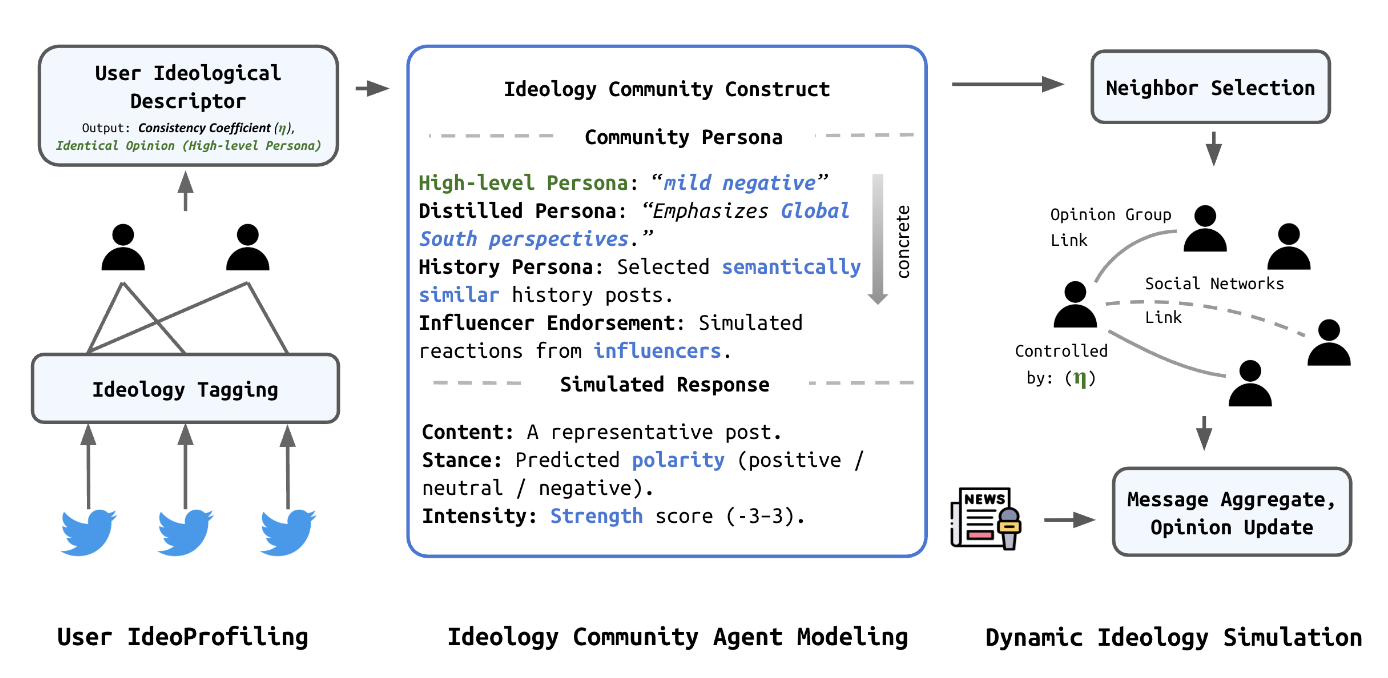 User Ideological
Descriptor
Output: Consistency Coefficient (η),
Identical Opinion (High-level Persona)
Ideology Tagging
User IdeoProfiling
Ideology Community Construct
Community Persona
High-level Persona: “mild negative”
Distilled Persona: “Emphasizes Global
South perspectives.”
History Persona: Selected semantically
similar history posts.
Influencer Endorsement: Simulated
reactions from influencers.
concrete
Simulated Response
Content: A representative post.
Stance: Predicted polarity (positive /
neutral / negative).
Intensity: Strength score (-3–3).
Ideology Community Agent Modeling
Neighbor Selection
Opinion Group
Link
Social Networks
Link
Controlled
by: (η)
NEWS
Message Aggregate,
Opinion Update
Dynamic Ideology Simulation